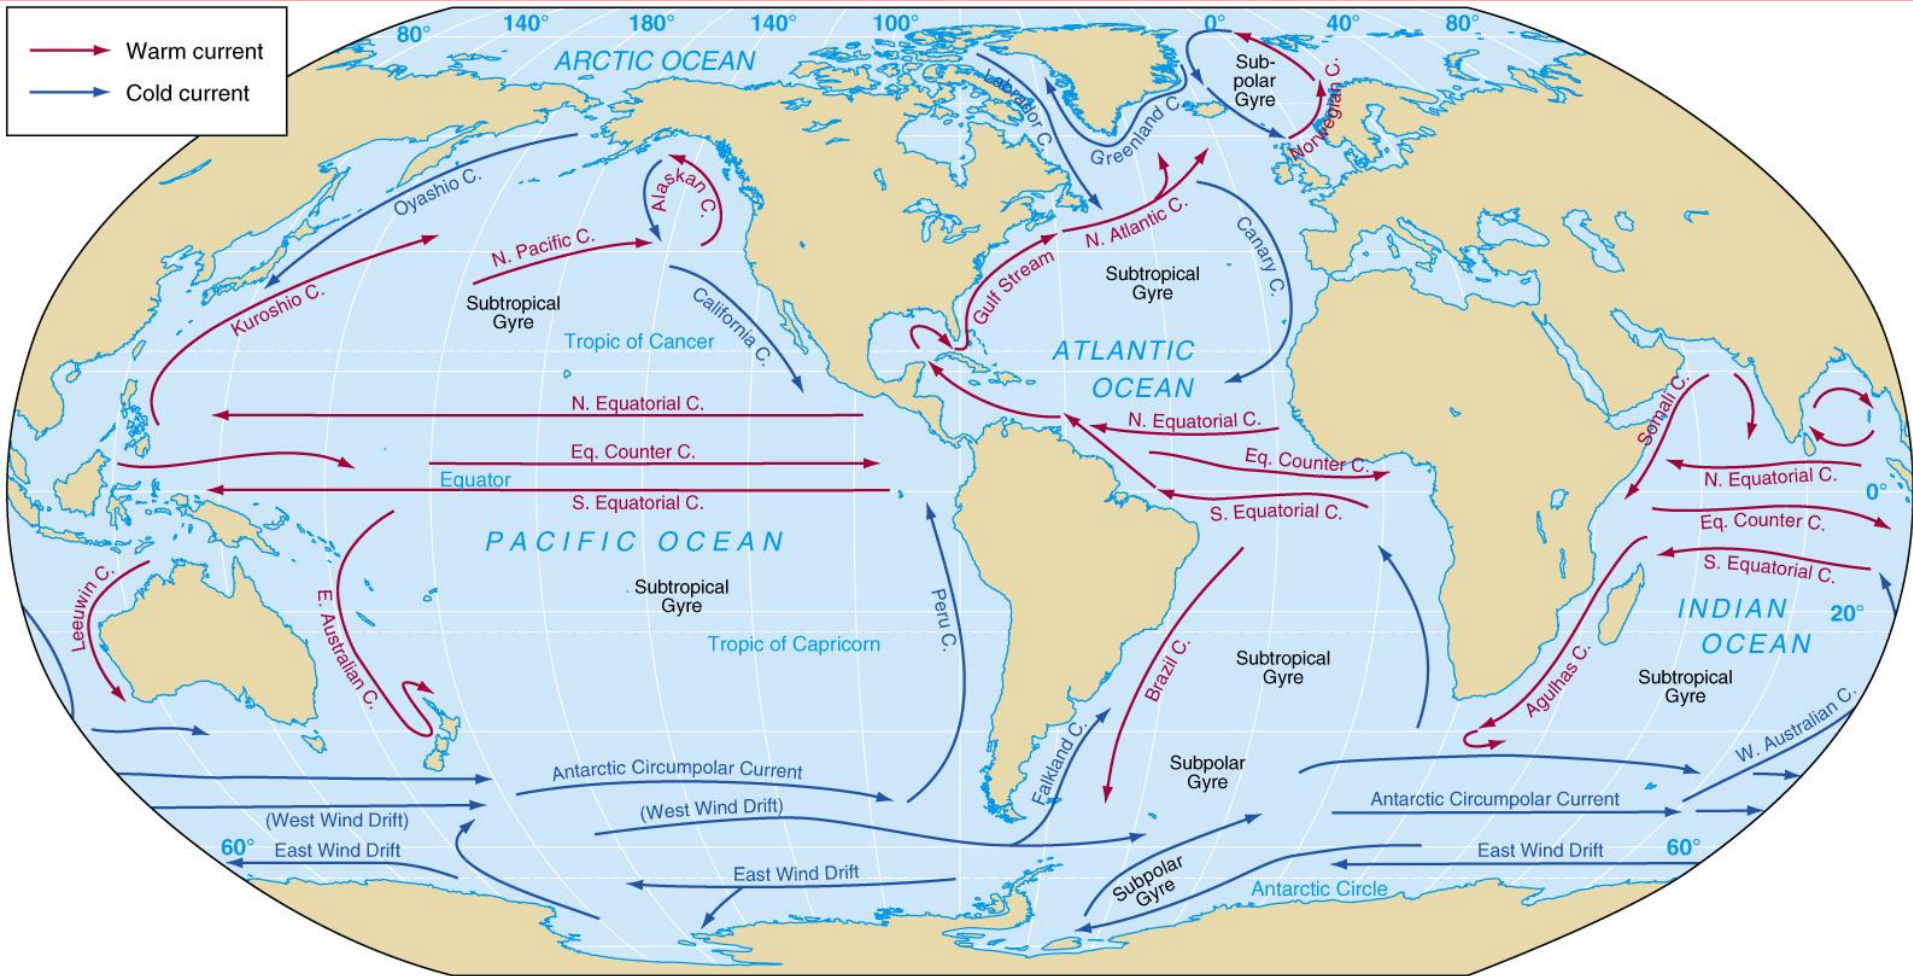 Warm current
Cold current
80°
140°
180°
140°
100°
0°
40°
80°
ARCTIC OCEAN
Sub-
polar
Gyre
Norwegian C.
Labrador C.
Greenland C.
Oyashio C.
Alaskan C.
N. Pacific C.
Kuroshio C.
Subtropical
Gyre
California C.
Tropic of Cancer
N. Atlantic C.
Gulf Stream
Canary C.
Subtropical
Gyre
ATLANTIC
OCEAN
N. Equatorial C.
Eq. Counter C.
Equator
S. Equatorial C.
N. Equatorial C.
Eq. Counter C.
S. Equatorial C.
Somali C.
N. Equatorial C.
0°
Eq. Counter C.
S. Equatorial C.
PACIFIC OCEAN
Subtropical
Gyre
Tropic of Capricorn
Leeuwin C.
E. Australian C.
Peru C.
Brazil C.
Subtropical
Gyre
INDIAN
OCEAN
20°
Subtropical
Gyre
Agulhas C.
W. Australian C.
Falkland C.
Subpolar
Gyre
Antarctic Circumpolar Current
(West Wind Drift)
(West Wind Drift)
Antarctic Circumpolar Current
60°
East Wind Drift
East Wind Drift
Subpolar
Gyre
60°
East Wind Drift
Antarctic Circle